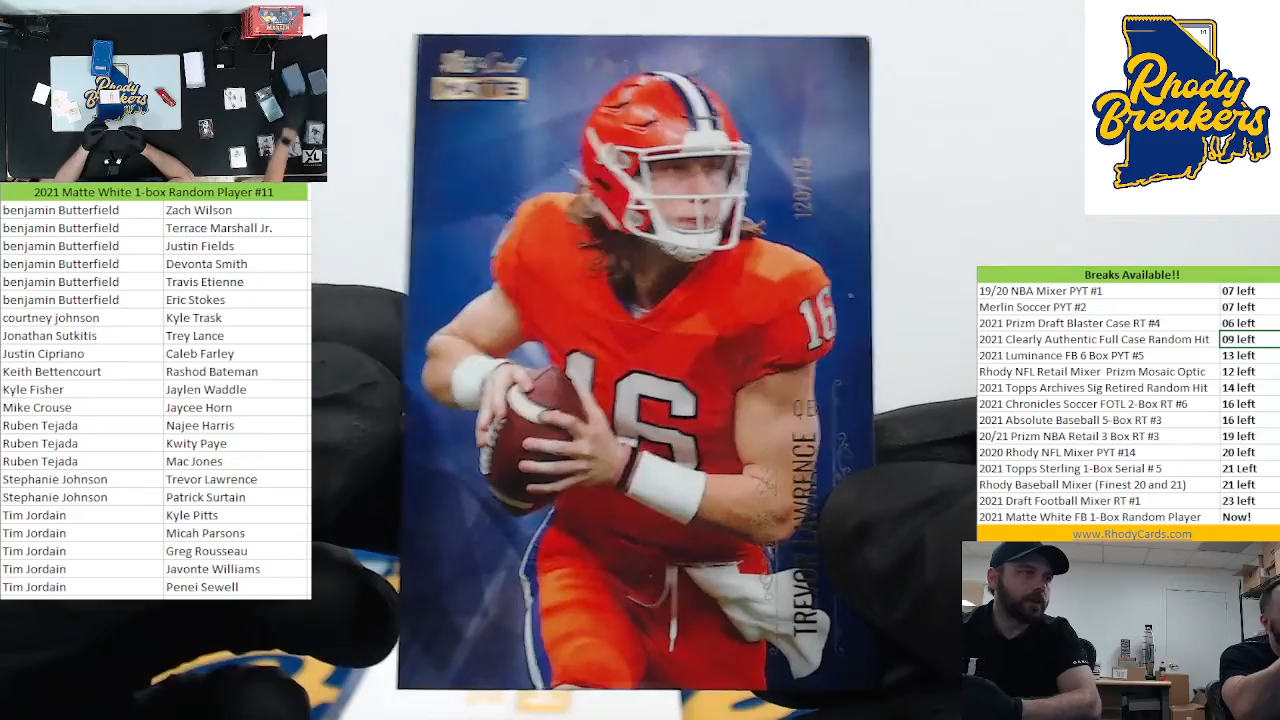 2021 Matte White 1-box Random Player #11
benjamin Butterfield Zach Wilson
benjamin Butterfield Terrace Marshall Jr.
benjamin Butterfield Justin Fields
benjamin Butterfield Devonta Smith
benjamin Butterfield Travis Etienne
benjamin Butterfield Eric Stokes
courtney johnson Kyle Trask
Jonathan Sutkitis Trey Lance
Justin Cipriano Caleb Farley
Keith Bettencourt Rashod Bateman
Kyle Fisher Jaylen Waddle
Mike Crouse Jaycee Horn
Ruben Tejada Najee Harris
Ruben Tejada Kwity Paye
Ruben Tejada Mac Jones
Stephanie Johnson Trevor Lawrence
Stephanie Johnson Patrick Surtain
Tim Jordain Kyle Pitts
Tim Jordain Micah Parsons
Tim Jordain Greg Rousseau
Tim Jordain Javonte Williams
Tim Jordain Penei Sewell
MATTE
120/175
16
16
TREVOR LAWRENCE QB
Rhody
Breakers
Breaks Available!!
19/20 NBA Mixer PYT #1 07 left
Merlin Soccer PYT #2 07 left
2021 Prizm Draft Blaster Case RT #4 06 left
2021 Clearly Authentic Full Case Random Hit 09 left
2021 Luminance FB 6 Box PYT #5 13 left
Rhody NFL Retail Mixer Prizm Mosaic Optic 12 left
2021 Topps Archives Sig Retired Random Hit 14 left
2021 Chronicles Soccer FOTL 2-Box RT #6 16 left
2021 Absolute Baseball 5-Box RT #3 16 left
20/21 Prizm NBA Retail 3 Box RT #3 19 left
2020 Rhody NFL Mixer PYT #14 20 left
2021 Topps Sterling 1-Box Serial # 5 21 Left
Rhody Baseball Mixer (Finest 20 and 21) 21 left
2021 Draft Football Mixer RT #1 23 left
2021 Matte White FB 1-Box Random Player Now!
www.RhodyCards.com
Rhody
Breakers
XL